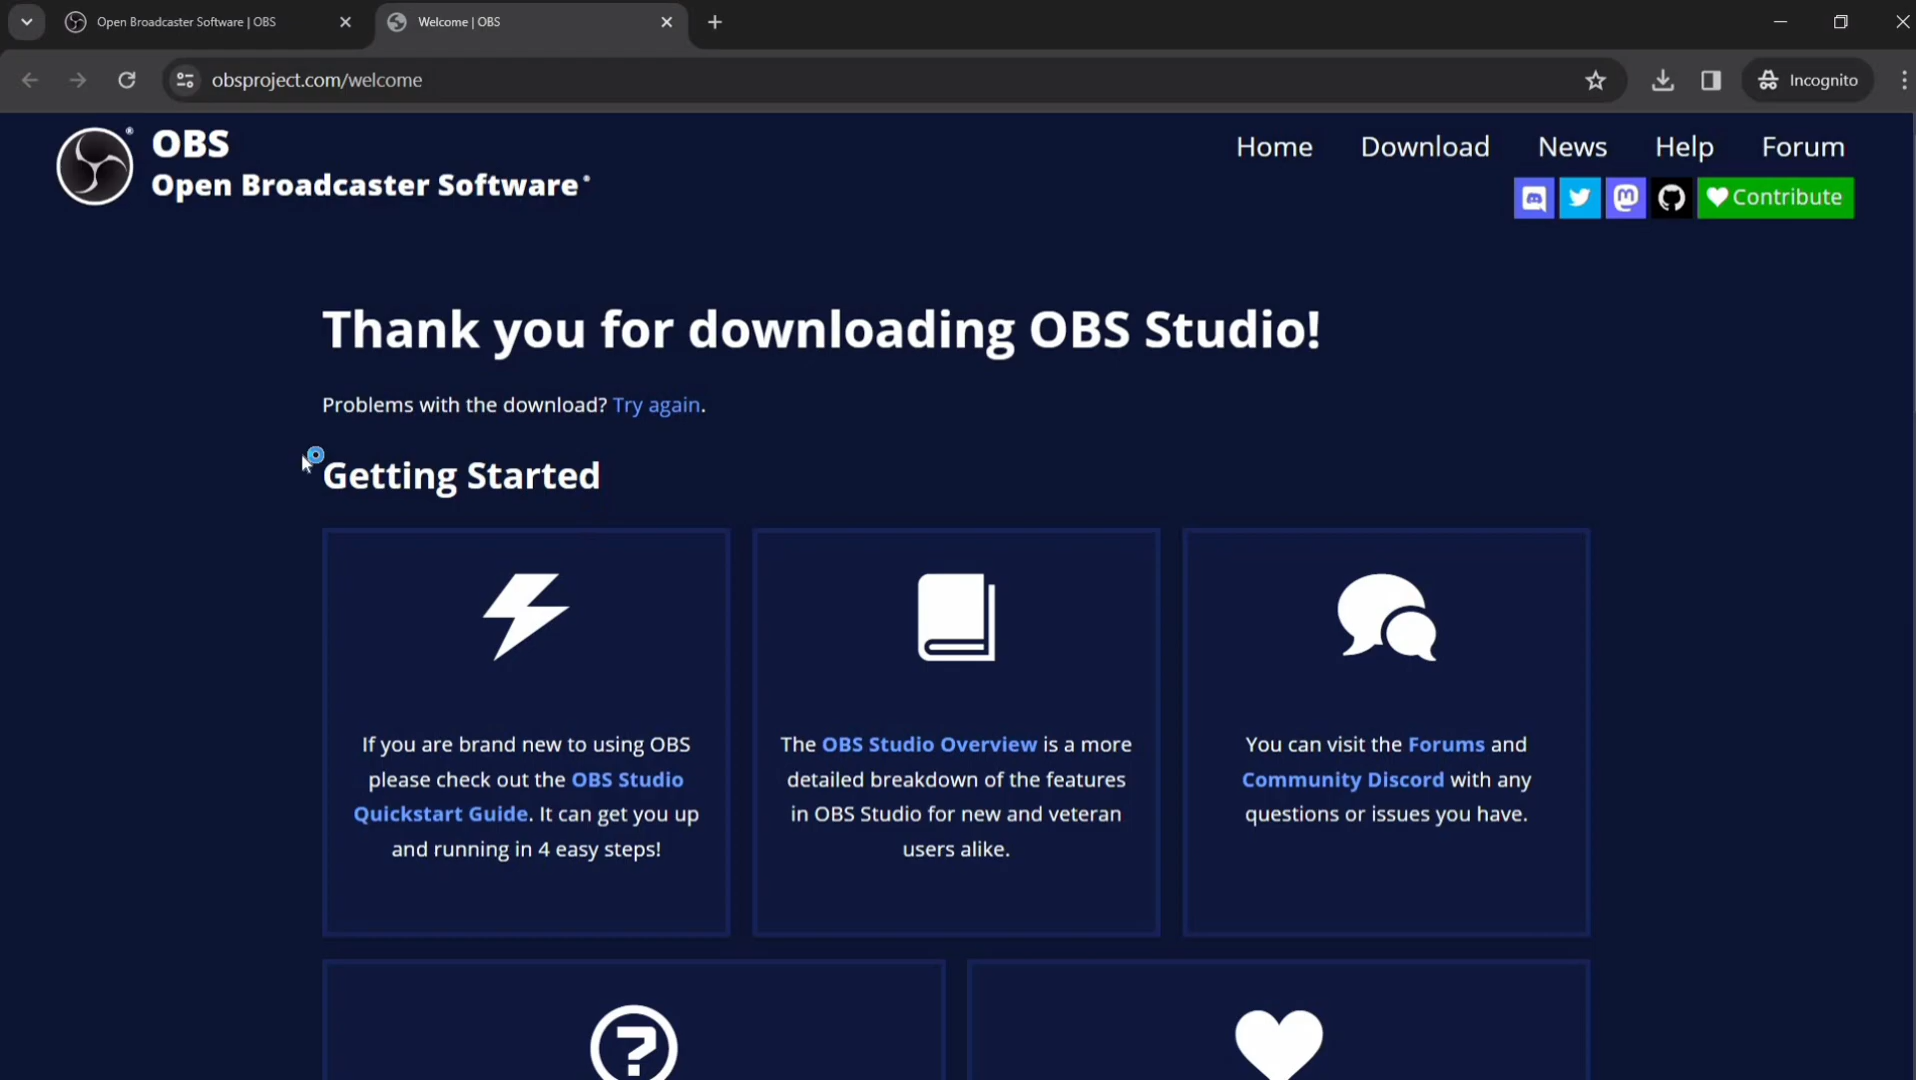 Open Broadcaster Software | OBS
Welcome | OBS
obsproject.com/welcome
Incognito
OBS
Open Broadcaster Software
Home
Download
News
Help
Forum
Contribute
Thank you for downloading OBS Studio!
Problems with the download? Try again.
Getting Started
If you are brand new to using OBS
please check out the OBS Studio
Quickstart Guide. It can get you up
and running in 4 easy steps!
The OBS Studio Overview is a more
detailed breakdown of the features
in OBS Studio for new and veteran
users alike.
You can visit the Forums and
Community Discord with any
questions or issues you have.